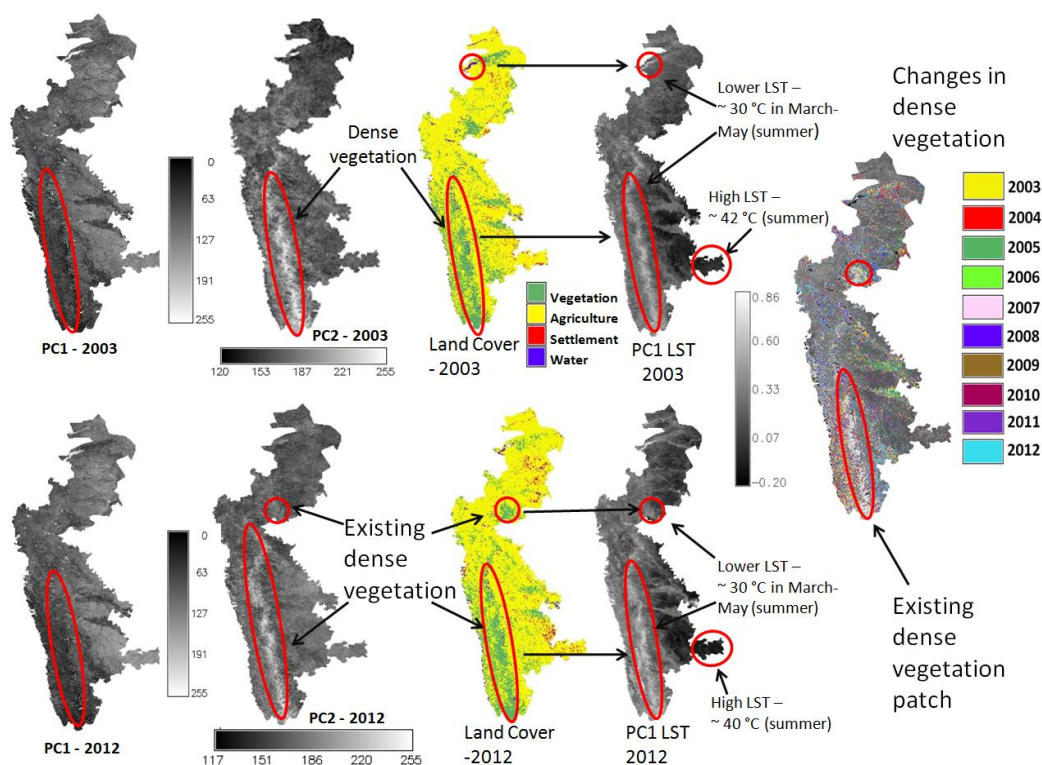 0
63
127
191
255
PC1 - 2003
Dense
vegetation
PC2 - 2003
120 153 187 221 255
Vegetation
Agriculture
Settlement
Water
Land Cover
- 2003
Lower LST –
~ 30 °C in March-
May (summer)
High LST –
~ 42 °C (summer)
PC1 LST
2003
0.86
0.60
0.33
0.07
−0.20
Changes in
dense
vegetation
2003
2004
2005
2006
2007
2008
2009
2010
2011
2012
0
63
127
191
255
PC1 - 2012
Existing
dense
vegetation
PC2 - 2012
117 151 186 220 255
Land Cover
-2012
Lower LST –
~ 30 °C in March-
May (summer)
High LST –
~ 40 °C (summer)
PC1 LST
2012
Existing
dense
vegetation
patch